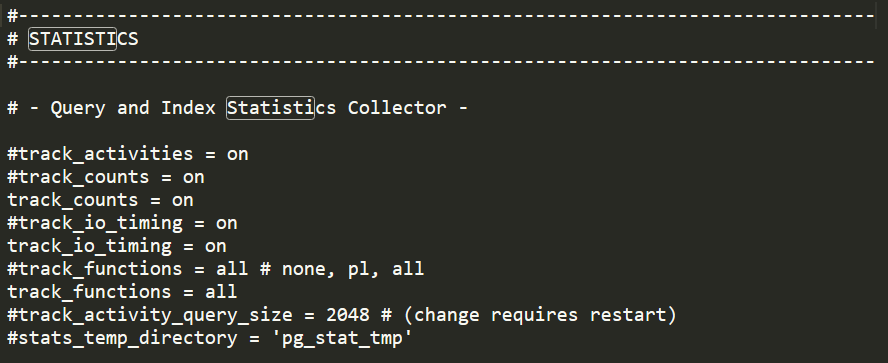 #------------------------------------------------------------------------------
# STATISTICS
#------------------------------------------------------------------------------
# - Query and Index Statistics Collector -
#track_activities = on
#track_counts = on
track_counts = on
#track_io_timing = on
track_io_timing = on
#track_functions = all # none, pl, all
track_functions = all
#track_activity_query_size = 2048 # (change requires restart)
#stats_temp_directory = 'pg_stat_tmp'